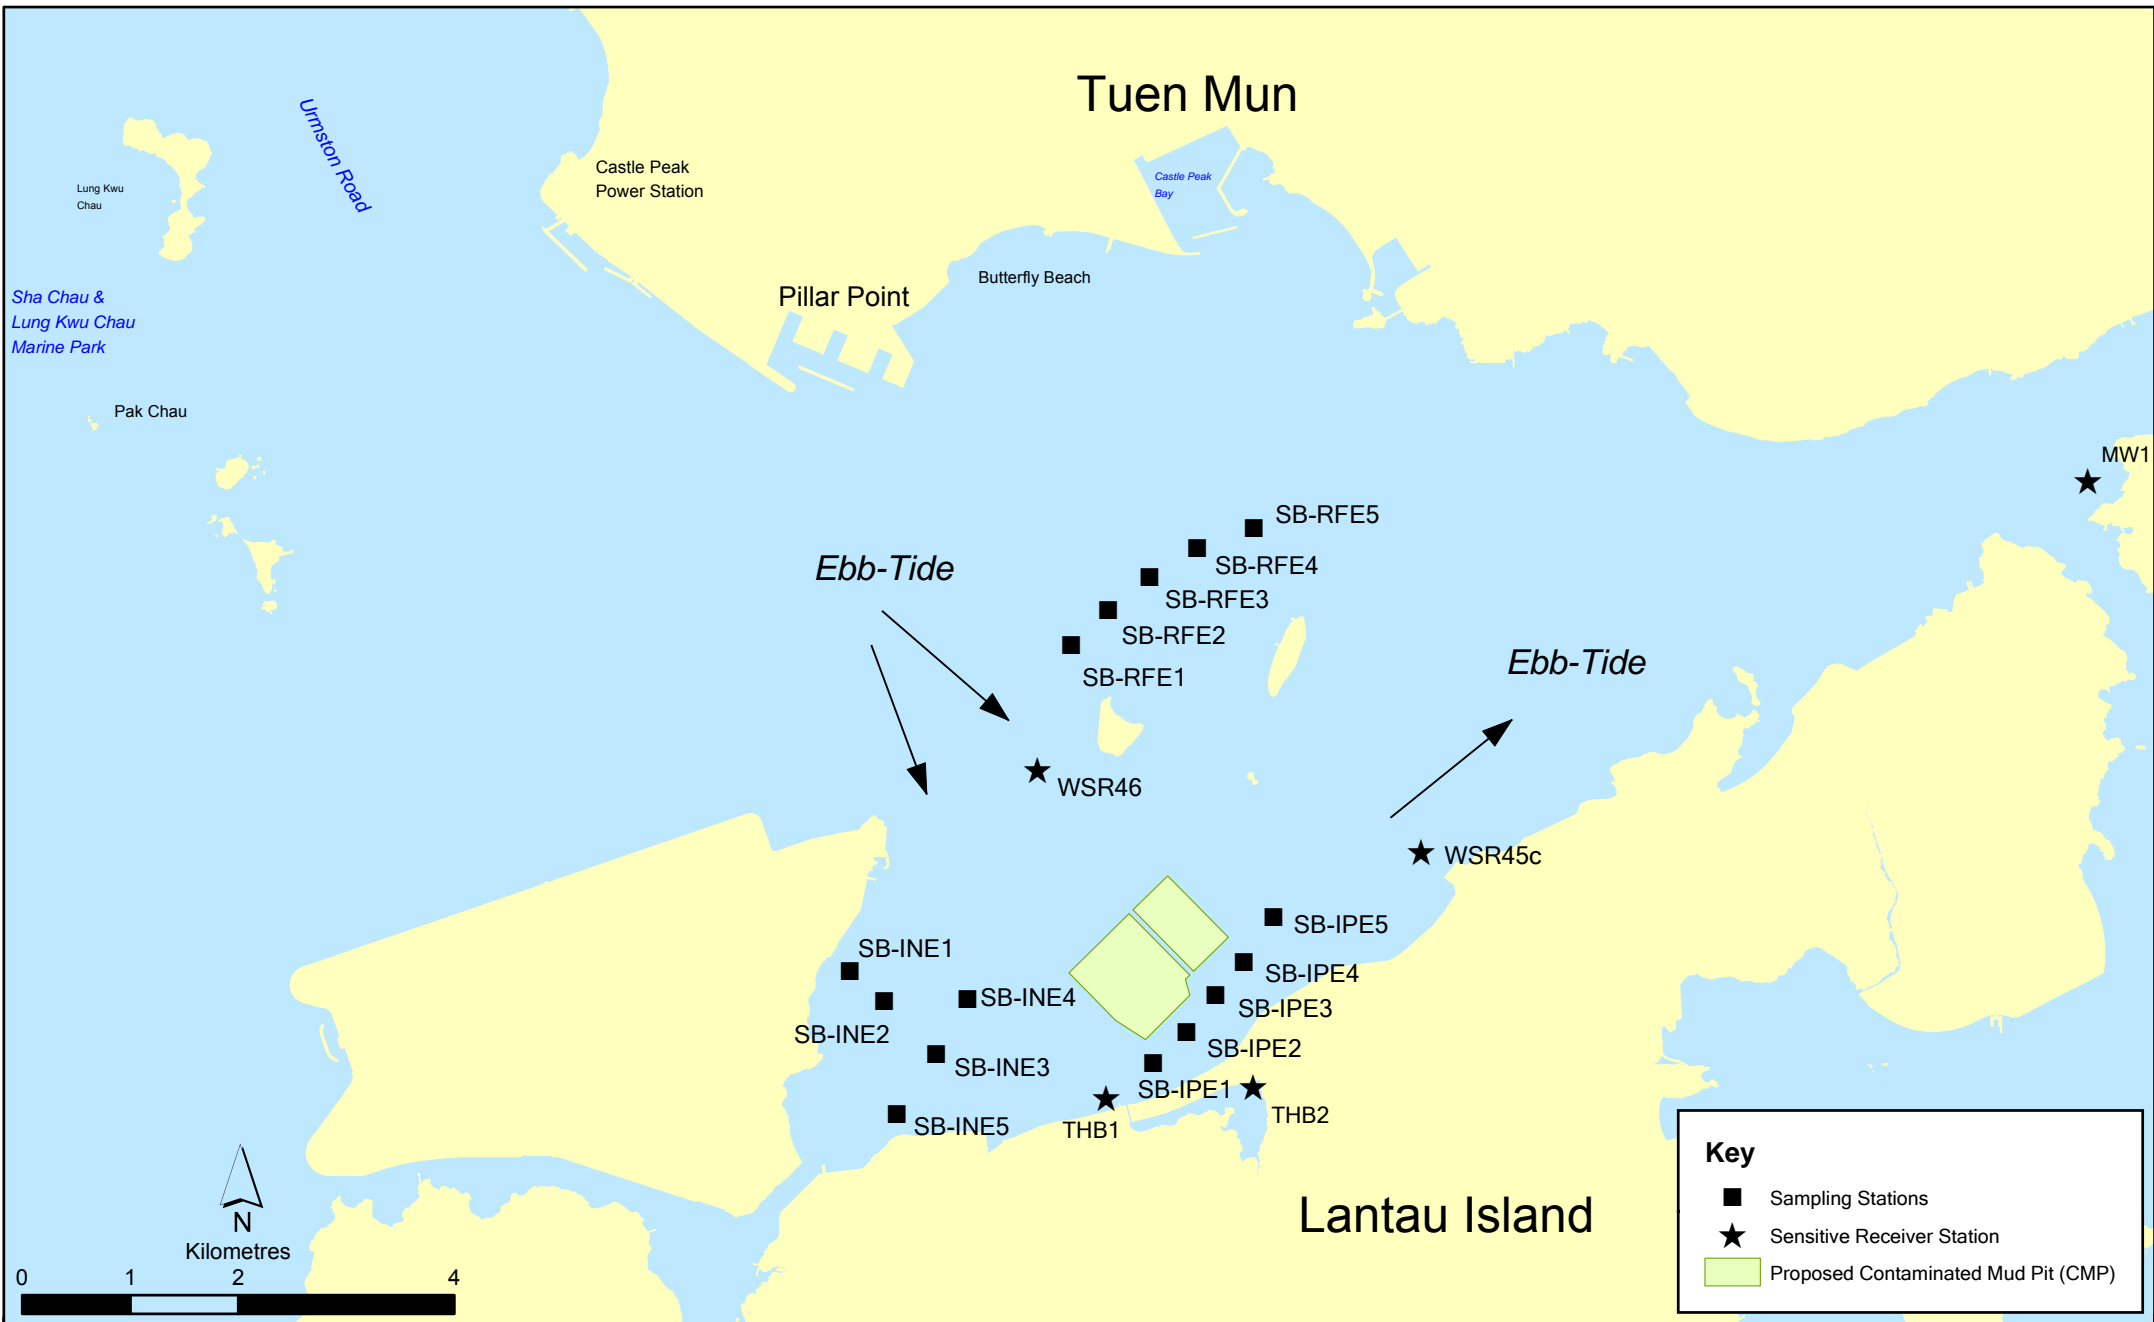 Tuen Mun
Urmston Road
Castle Peak
Power Station
Castle Peak
Bay
Lung Kwu
Chau
Butterfly Beach
Pillar Point
Sha Chau &
Lung Kwu Chau
Marine Park
Pak Chau
MW1
SB-RFE5
SB-RFE4
SB-RFE3
SB-RFE2
SB-RFE1
Ebb-Tide
Ebb-Tide
WSR46
WSR45c
SB-IPE5
SB-IPE4
SB-IPE3
SB-IPE2
SB-IPE1
SB-INE1
SB-INE4
SB-INE2
SB-INE3
SB-INE5
THB1
THB2
Lantau Island
N
Kilometres
0 1 2 4
Key
Sampling Stations
Sensitive Receiver Station
Proposed Contaminated Mud Pit (CMP)